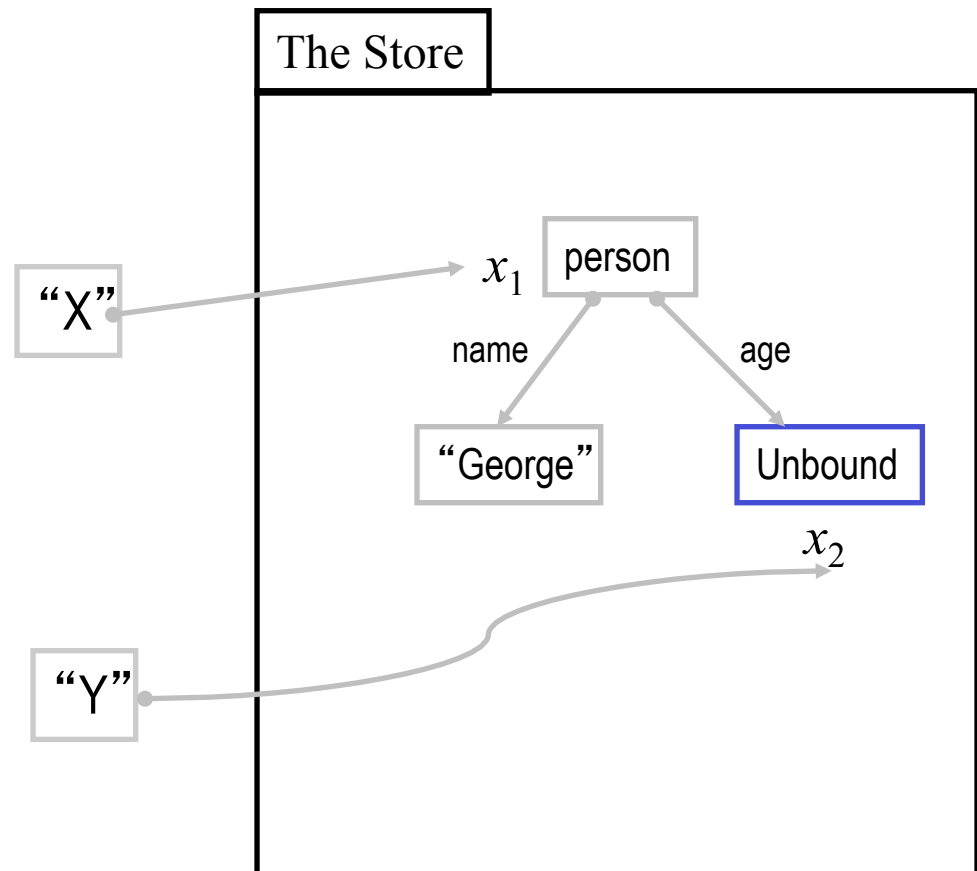 The Store
person
x₁
“X”
name
age
“George”
Unbound
x₂
“Y”